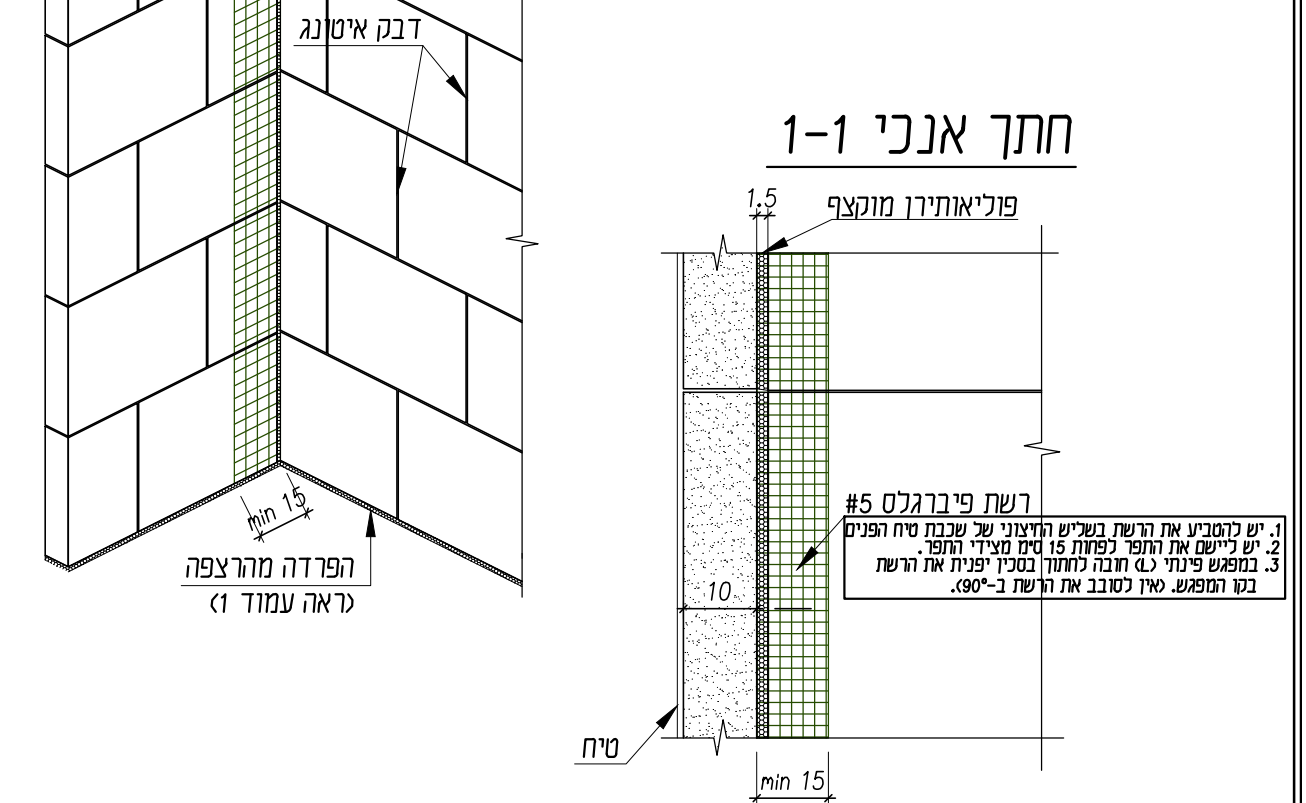 דבק איטונג
חתך אנכי 1-1
1.5
פוליאותירן מוקצף
רשת פיברגלס #5
1. יש להטביע את הרשת בשליש החיצוני של שכבת טיח הפנים
2. יש ליישם את התפר לפחות 15 ס"מ מצידי התפר.
3. במפגש פינתי (L) חובה לחתוך בסכין יפנית את הרשת
בקו המפגש. (אין לסובב את הרשת ב-90°).
min 15
הפרדה מהרצפה
(ראה עמוד 1)
10
טיח
min 15